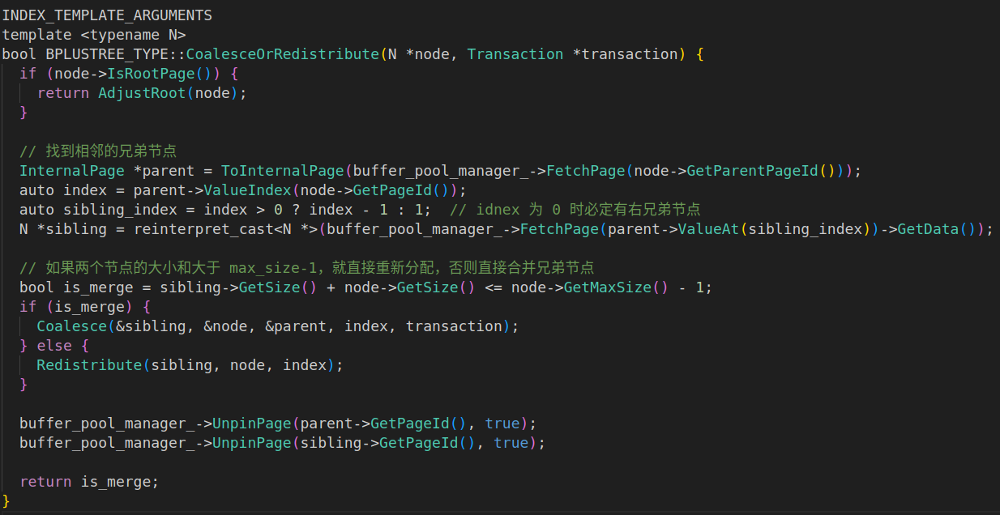 INDEX_TEMPLATE_ARGUMENTS
template <typename N>
bool BPLUSTREE_TYPE::CoalesceOrRedistribute(N *node, Transaction *transaction) {
  if (node->IsRootPage()) {
    return AdjustRoot(node);
  }

  // 找到相邻的兄弟节点
  InternalPage *parent = ToInternalPage(buffer_pool_manager_->FetchPage(node->GetParentPageId()));
  auto index = parent->ValueIndex(node->GetPageId());
  auto sibling_index = index > 0 ? index - 1 : 1;  // idnex 为 0 时必定有右兄弟节点
  N *sibling = reinterpret_cast<N *>(buffer_pool_manager_->FetchPage(parent->ValueAt(sibling_index))->GetData());

  // 如果两个节点的大小和大于 max_size-1，就直接重新分配，否则直接合并兄弟节点
  bool is_merge = sibling->GetSize() + node->GetSize() <= node->GetMaxSize() - 1;
  if (is_merge) {
    Coalesce(&sibling, &node, &parent, index, transaction);
  } else {
    Redistribute(sibling, node, index);
  }

  buffer_pool_manager_->UnpinPage(parent->GetPageId(), true);
  buffer_pool_manager_->UnpinPage(sibling->GetPageId(), true);

  return is_merge;
}